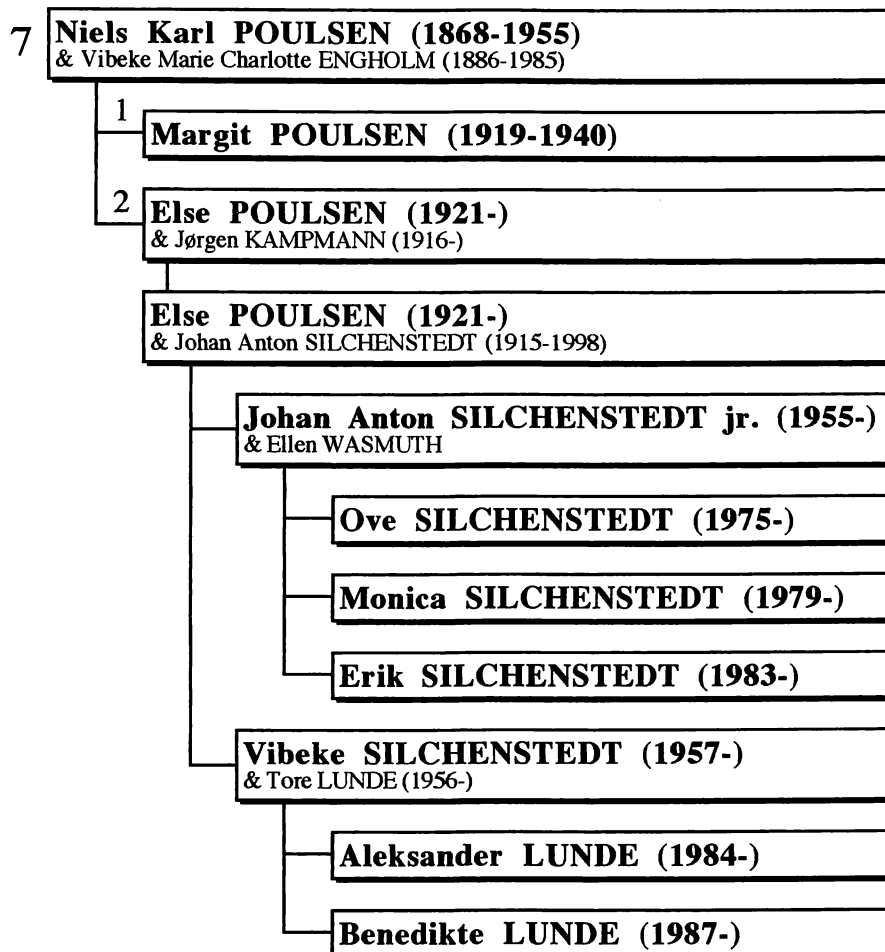 7
Niels Karl POULSEN (1868-1955)
& Vibeke Marie Charlotte ENGHOLM (1886-1985)
1
Margit POULSEN (1919-1940)
2
Else POULSEN (1921-)
& Jørgen KAMPMANN (1916-)
Else POULSEN (1921-)
& Johan Anton SILCHENSTEDT (1915-1998)
Johan Anton SILCHENSTEDT jr. (1955-)
& Ellen WASMUTH
Ove SILCHENSTEDT (1975-)
Monica SILCHENSTEDT (1979-)
Erik SILCHENSTEDT (1983-)
Vibeke SILCHENSTEDT (1957-)
& Tore LUNDE (1956-)
Aleksander LUNDE (1984-)
Benedikte LUNDE (1987-)